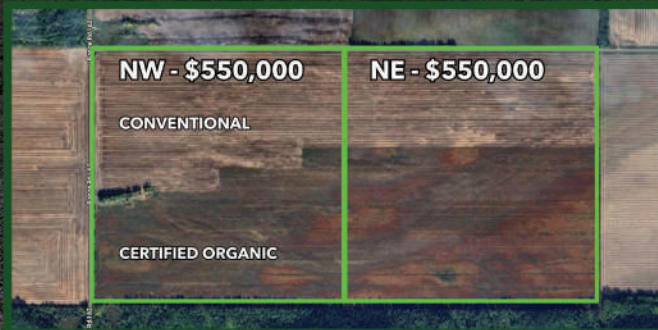 NW - $550,000
NE - $550,000
CONVENTIONAL
CERTIFIED ORGANIC